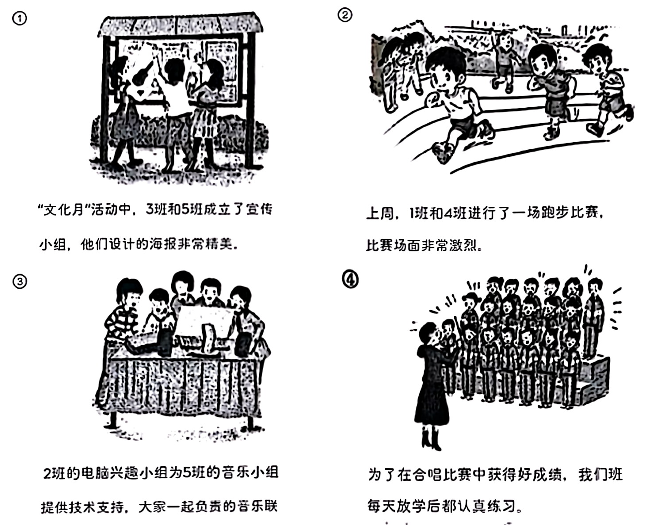 ①
"文化月"活动中，3班和5班成立了宣传
小组，他们设计的海报非常精美。
②
上周，1班和4班进行了一场跑步比赛，
比赛场面非常激烈。
③
2班的电脑兴趣小组为5班的音乐小组
提供技术支持，大家一起负责的音乐联
④
为了在合唱比赛中获得好成绩，我们班
每天放学后都认真练习。